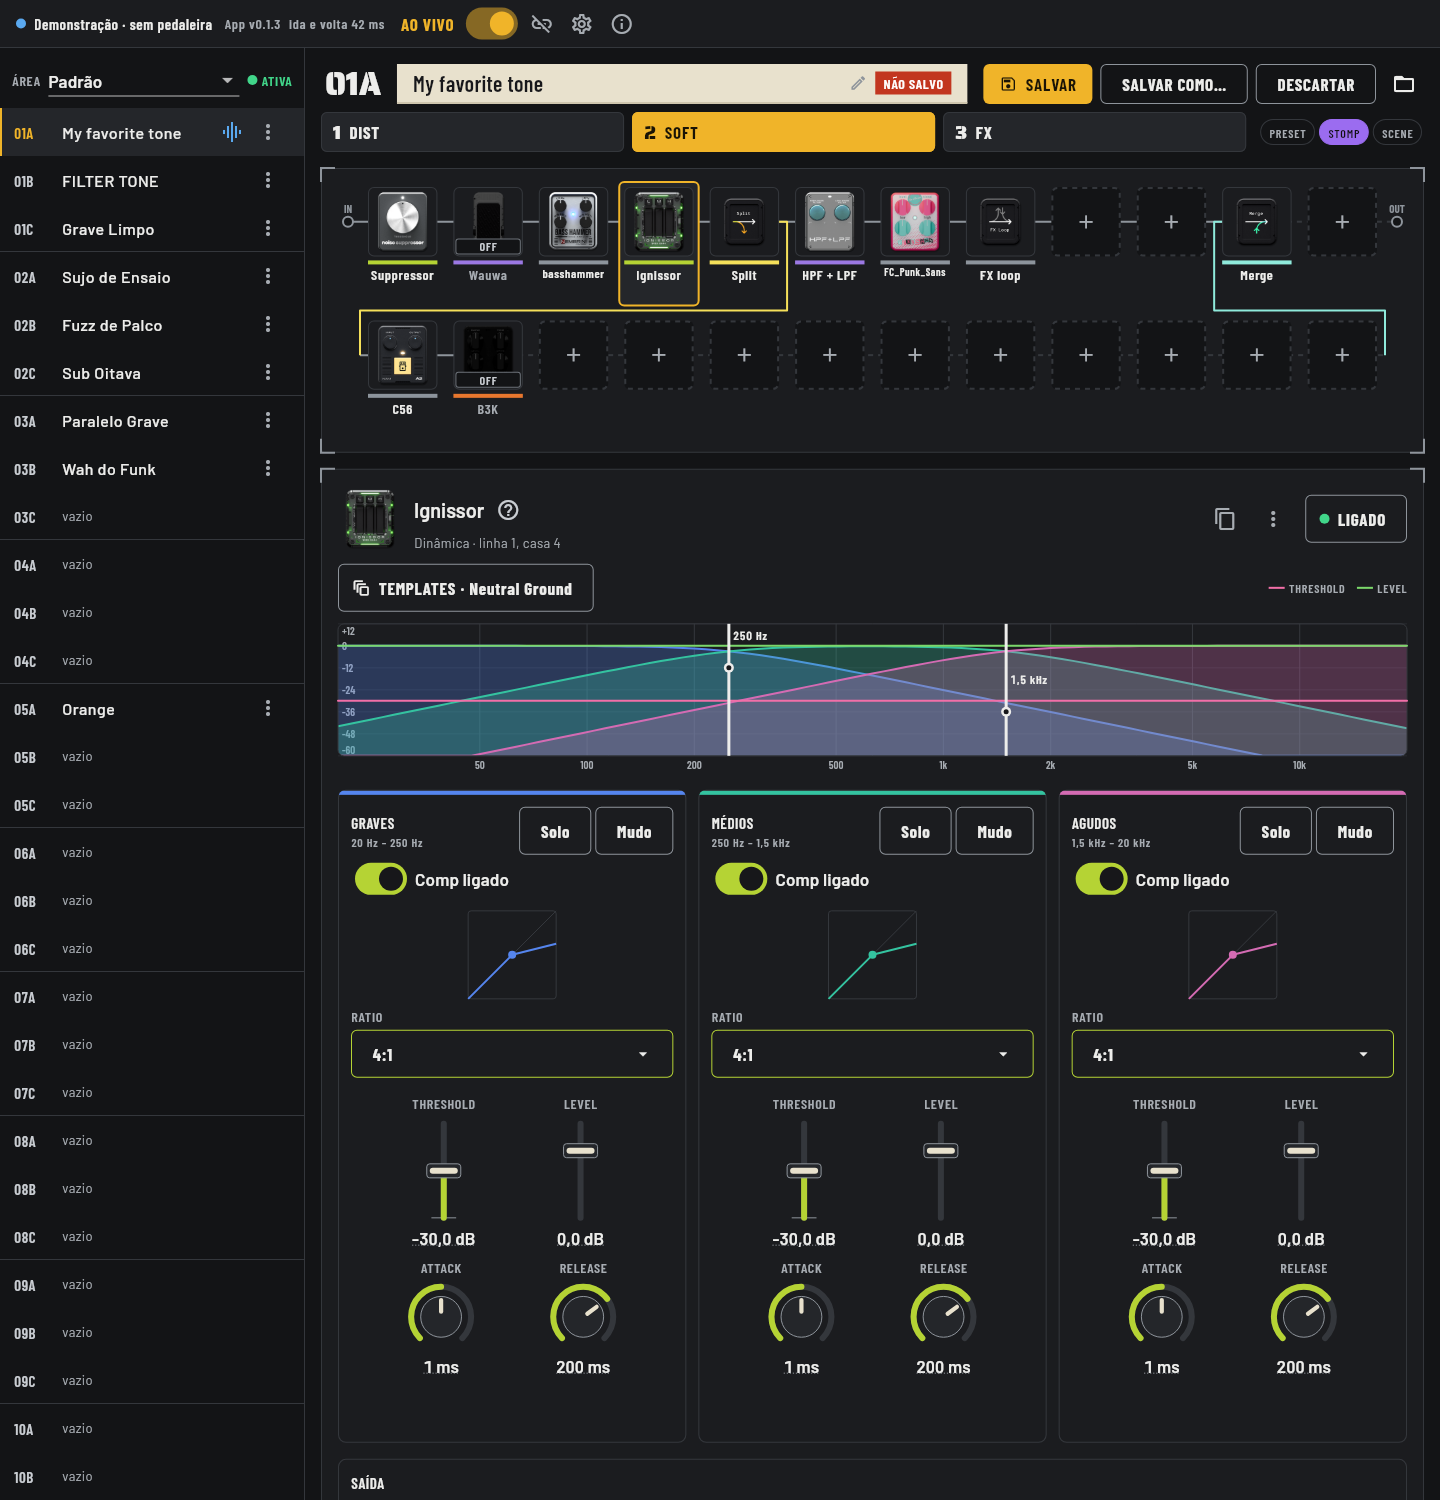 Demonstração · sem pedaleira App v0.1.3 Ida e volta 42 ms AO VIVO
ÁREA Padrão ATIVA
01A My favorite tone
01B FILTER TONE
01C Grave Limpo
02A Sujo de Ensaio
02B Fuzz de Palco
02C Sub Oitava
03A Paralelo Grave
03B Wah do Funk
03C vazio
04A vazio
04B vazio
04C vazio
05A Orange
05B vazio
05C vazio
06A vazio
06B vazio
06C vazio
07A vazio
07B vazio
07C vazio
08A vazio
08B vazio
08C vazio
09A vazio
09B vazio
09C vazio
10A vazio
10B vazio
01A My favorite tone NÃO SALVO SALVAR SALVAR COMO... DESCARTAR
1 DIST 2 SOFT 3 FX PRESET STOMP SCENE
IN OUT
noise suppressor OFF BASS HAMMER Split HPF+LPF FX Loop Merge
Suppressor Wauwa basshammer Ignissor Split HPF + LPF FC_Punk_Sans FX loop Merge
OFF
C56 B3K
Ignissor
Dinâmica · linha 1, casa 4
LIGADO
TEMPLATES · Neutral Ground
THRESHOLD LEVEL
+12
0
-12
-24
-36
-48
-60
250 Hz
1,5 kHz
50 100 200 500 1k 2k 5k 10k
GRAVES
20 Hz – 250 Hz
Solo Mudo
Comp ligado
RATIO
4:1
THRESHOLD LEVEL
-30,0 dB 0,0 dB
ATTACK RELEASE
1 ms 200 ms
MÉDIOS
250 Hz – 1,5 kHz
Solo Mudo
Comp ligado
RATIO
4:1
THRESHOLD LEVEL
-30,0 dB 0,0 dB
ATTACK RELEASE
1 ms 200 ms
AGUDOS
1,5 kHz – 20 kHz
Solo Mudo
Comp ligado
RATIO
4:1
THRESHOLD LEVEL
-30,0 dB 0,0 dB
ATTACK RELEASE
1 ms 200 ms
SAÍDA